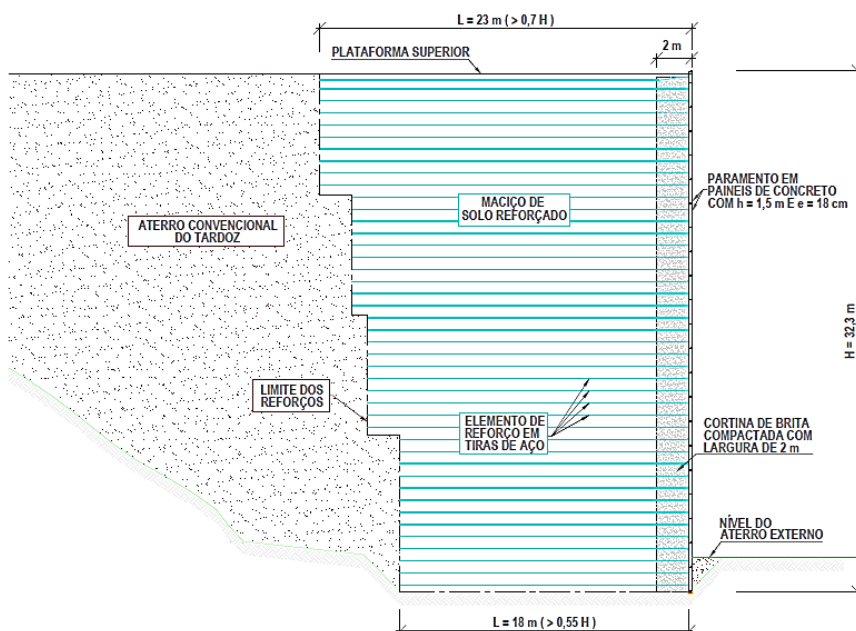 L = 23 m ( > 0,7 H )
2 m
PLATAFORMA SUPERIOR
PARAMENTO EM
PAINEIS DE CONCRETO
COM h = 1,5 m E e = 18 cm
MACIÇO DE
SOLO REFORÇADO
ATERRO CONVENCIONAL
DO TARDOZ
H = 32,3 m
LIMITE DOS
REFORÇOS
ELEMENTO DE
REFORÇO EM
TIRAS DE AÇO
CORTINA DE BRITA
COMPACTADA COM
LARGURA DE 2 m
NÍVEL DO
ATERRO EXTERNO
L = 18 m ( > 0,55 H )